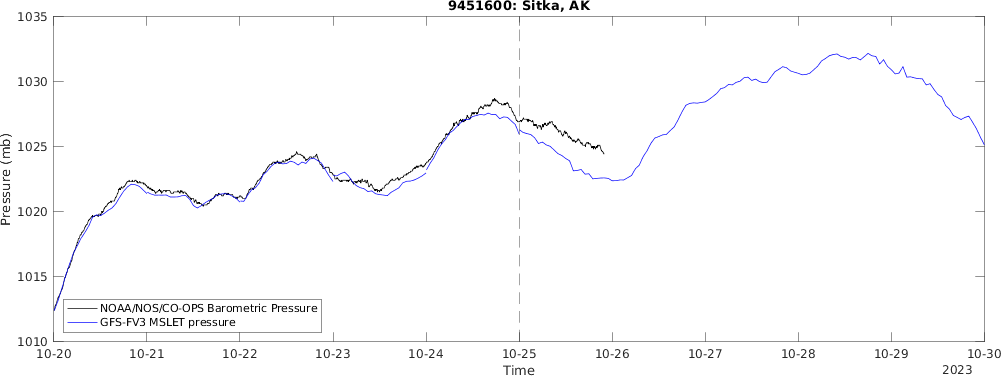 9451600: Sitka, AK
Pressure (mb)
1035
1030
1025
1020
1015
1010
NOAA/NOS/CO-OPS Barometric Pressure
GFS-FV3 MSLET pressure
10-20 10-21 10-22 10-23 10-24 10-25 10-26 10-27 10-28 10-29 10-30
Time
2023